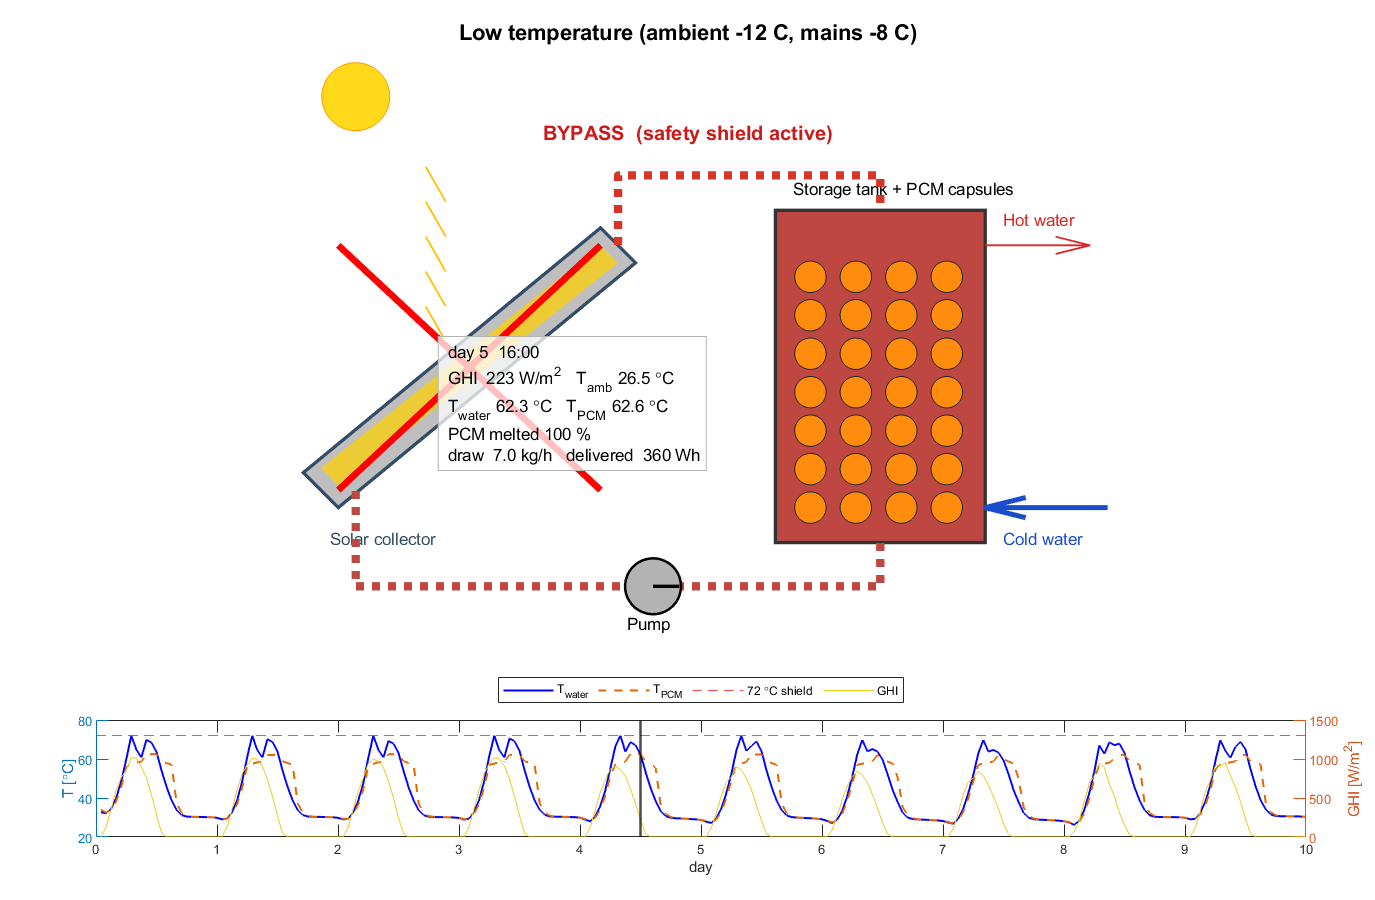 Low temperature (ambient -12 C, mains -8 C)
BYPASS  (safety shield active)
Storage tank + PCM capsules
Hot water
day 5  16:00
GHI  223 W/m2   Tamb 26.5 °C
Twater 62.3 °C   TPCM 62.6 °C
PCM melted 100 %
draw  7.0 kg/h   delivered  360 Wh
Solar collector
Cold water
Pump
Twater   TPCM   72 °C shield   GHI
80   1500
60   1000
40   500
20   0
T [°C]
GHI [W/m2]
0 1 2 3 4 5 6 7 8 9 10
day